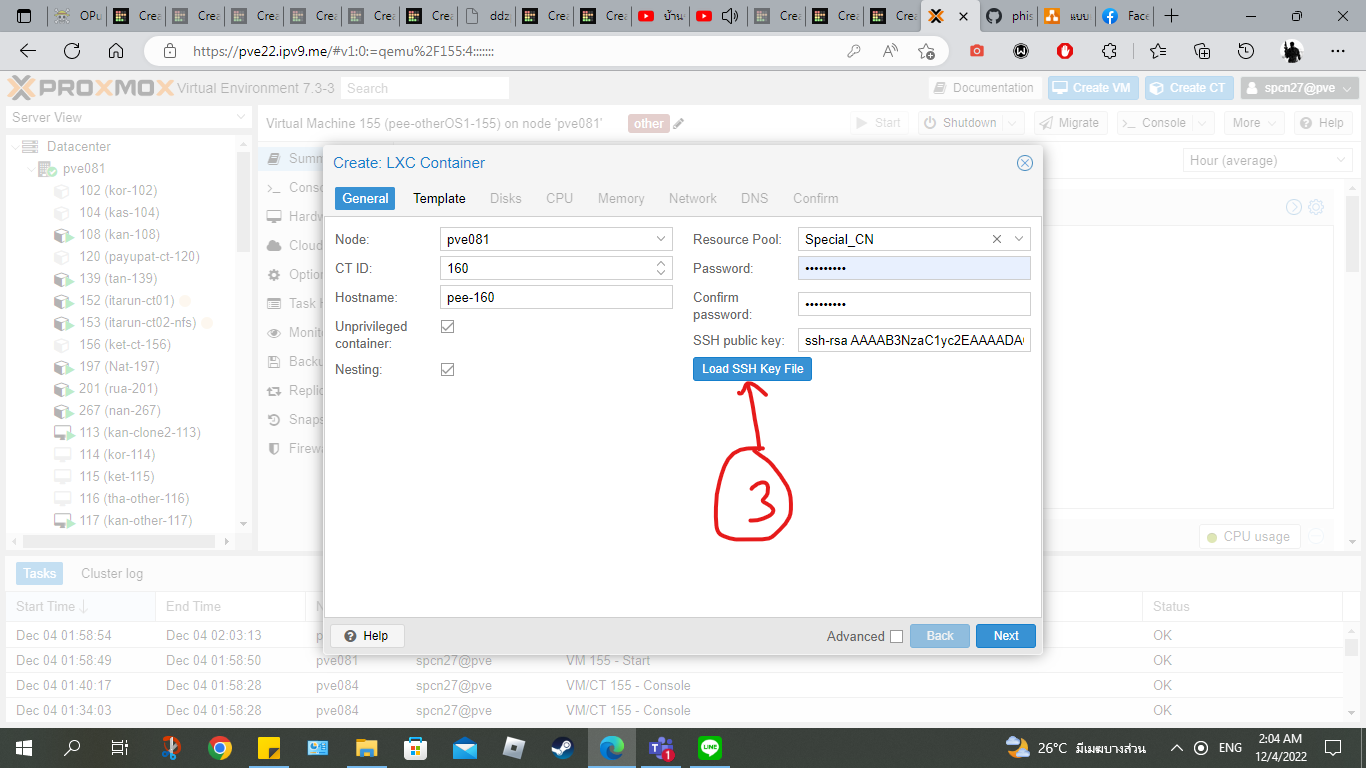 OPu
Crea
Crea
Crea
Crea
Crea
Crea
ddz
Crea
Crea
บ้าน
Crea
Crea
Crea
phis
แบบ
Face
https://pve22.ipv9.me/#v1:0:=qemu%2F155:4:::::::
PROXMOX Virtual Environment 7.3-3 Search Documentation Create VM Create CT spcn27@pve
Server View
Virtual Machine 155 (pee-otherOS1-155) on node 'pve081' other Start Shutdown Migrate Console More Help
Datacenter
pve081
102 (kor-102)
104 (kas-104)
108 (kan-108)
120 (payupat-ct-120)
139 (tan-139)
152 (itarun-ct01)
153 (itarun-ct02-nfs)
156 (ket-ct-156)
197 (Nat-197)
201 (rua-201)
267 (nan-267)
113 (kan-clone2-113)
114 (kor-114)
115 (ket-115)
116 (tha-other-116)
117 (kan-other-117)
Summ
Conso
Hardw
Cloud
Option
Task H
Monito
Backu
Replic
Snaps
Firewa
Hour (average)
CPU usage
Create: LXC Container
General Template Disks CPU Memory Network DNS Confirm
Node: pve081
CT ID: 160
Hostname: pee-160
Unprivileged
container:
Nesting:
Resource Pool: Special_CN
Password: •••••••••
Confirm
password: •••••••••
SSH public key: ssh-rsa AAAAB3NzaC1yc2EAAAADA
Load SSH Key File
3
Help Advanced Back Next
Tasks Cluster log
Start Time End Time Status
Dec 04 01:58:54 Dec 04 02:03:13 OK
Dec 04 01:58:49 Dec 04 01:58:50 pve081 spcn27@pve VM 155 - Start OK
Dec 04 01:40:17 Dec 04 01:58:28 pve084 spcn27@pve VM/CT 155 - Console OK
Dec 04 01:34:03 Dec 04 01:58:28 pve084 spcn27@pve VM/CT 155 - Console OK
1
26°C มีเมฆบางส่วน ENG 2:04 AM
12/4/2022